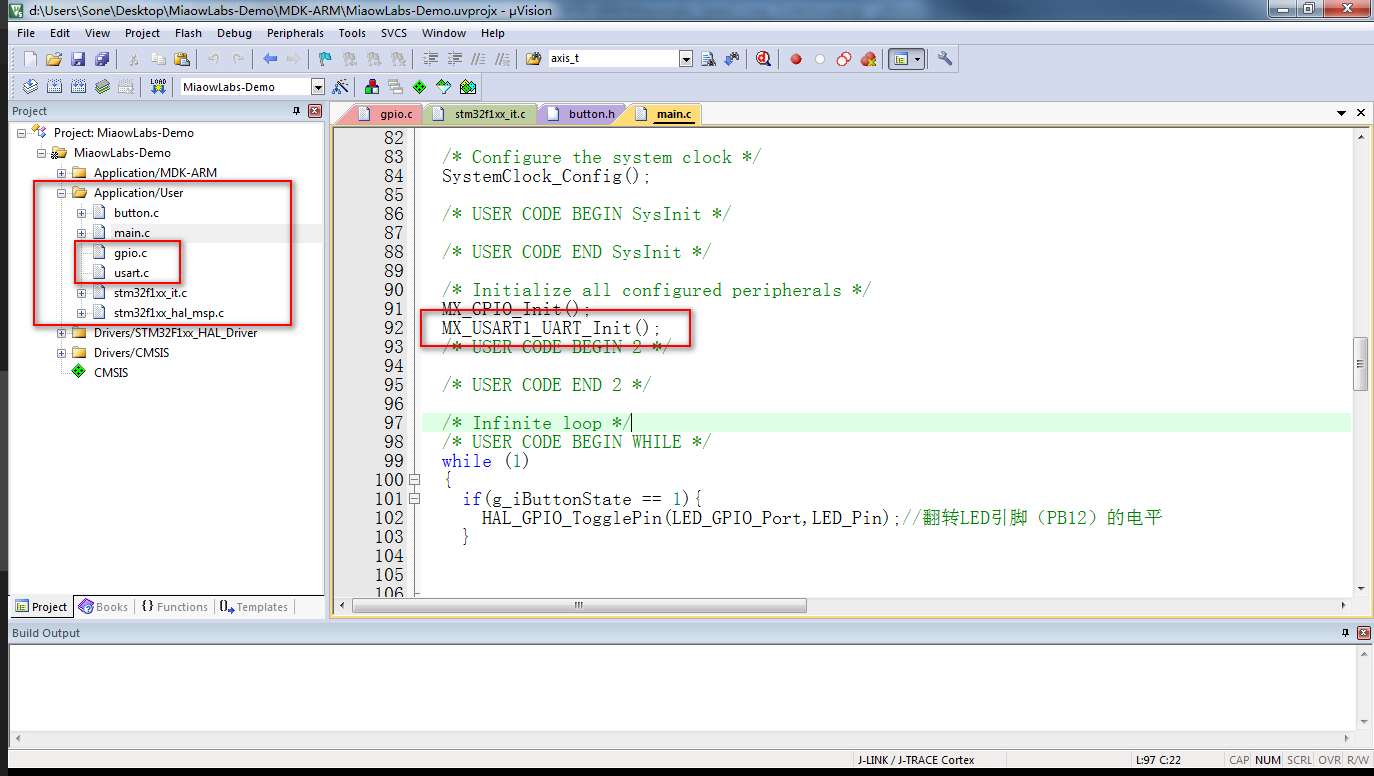 d:\Users\Sone\Desktop\MiaowLabs-Demo\MDK-ARM\MiaowLabs-Demo.uvprojx - µVision
File Edit View Project Flash Debug Peripherals Tools SVCS Window Help
axis_t
LOAD MiaowLabs-Demo
Project
Project: MiaowLabs-Demo
MiaowLabs-Demo
Application/MDK-ARM
Application/User
button.c
main.c
gpio.c
usart.c
stm32f1xx_it.c
stm32f1xx_hal_msp.c
Drivers/STM32F1xx_HAL_Driver
Drivers/CMSIS
CMSIS
Project Books {} Functions 0 Templates
gpio.c stm32f1xx_it.c button.h main.c
82
83 /* Configure the system clock */
84 SystemClock_Config();
85
86 /* USER CODE BEGIN SysInit */
87
88 /* USER CODE END SysInit */
89
90 /* Initialize all configured peripherals */
91 MX_GPIO_Init();
92 MX_USART1_UART_Init();
93 /* USER CODE BEGIN 2 */
94
95 /* USER CODE END 2 */
96
97 /* Infinite loop */
98 /* USER CODE BEGIN WHILE */
99 while (1)
100 {
101 if(g_iButtonState == 1){
102 HAL_GPIO_TogglePin(LED_GPIO_Port,LED_Pin);//翻转LED引脚（PB12）的电平
103 }
104
105
106
Build Output
J-LINK / J-TRACE Cortex L:97 C:22 CAP NUM SCRL OVR R/W